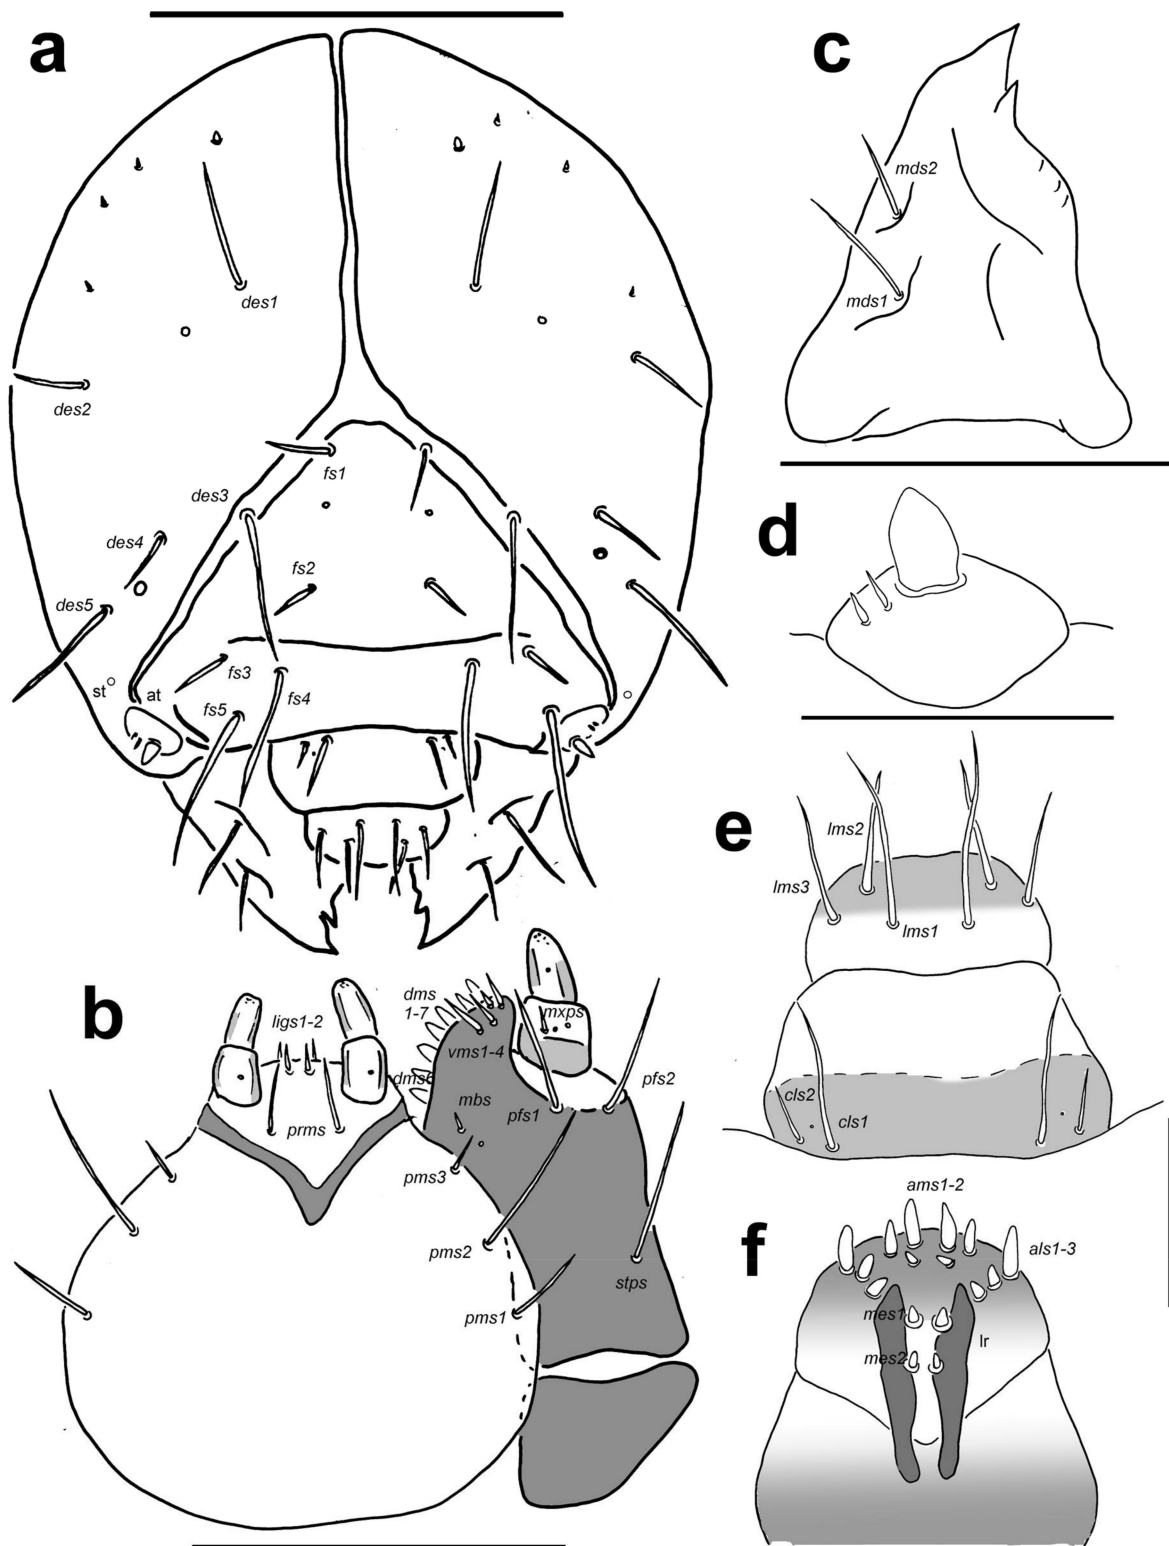 a
des1
des2
fs1
des3
des4
fs2
des5
fs3
st
at
fs4
fs5
b
ligs1-2
dms
1-7
mxps
vms1-4
pfs2
mbs
pfs1
prms
pms3
pms2
stps
pms1
c
mds2
mds1
d
e
lms2
lms3
lms1
cls2
cls1
f
ams1-2
als1-3
mes1
lr
mes2